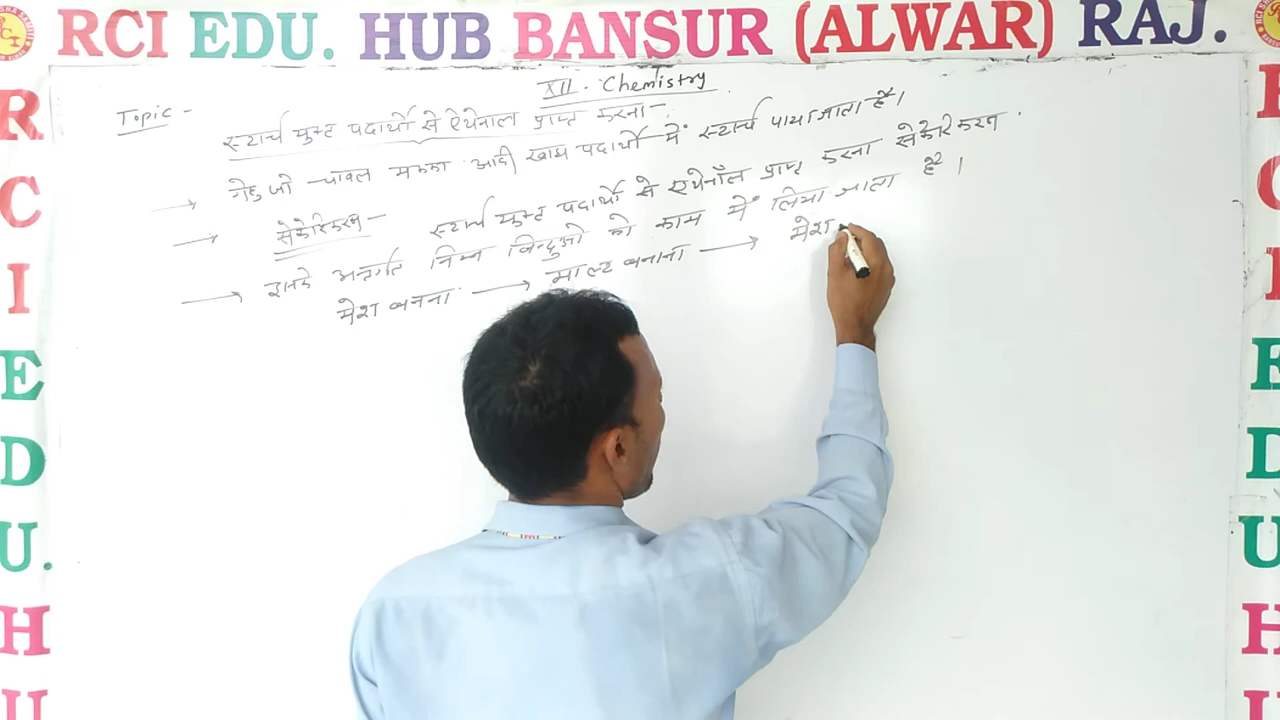 RCI EDU. HUB BANSUR (ALWAR) RAJ.
XII. Chemistry
Topic -
स्टार्च युक्त पदार्थों से ऐथेनाल प्राप्त करना -
→ गेहु जो चावल मक्का आदी खाद्य पदार्थों में स्टार्च पाया जाता है।
→ सेकेरिकरण - स्टार्च युक्त पदार्थों से एथेनॉल प्राप्त करना सेकेरिकरण .
→ इसके अन्तर्गत निम्न बिन्दुओ को काम में लिया जाता है।
मेश बनना → माल्ट बनाना → मेश
R
C
I
E
D
U.
H
U
R
C
I
E
D
U
H
U